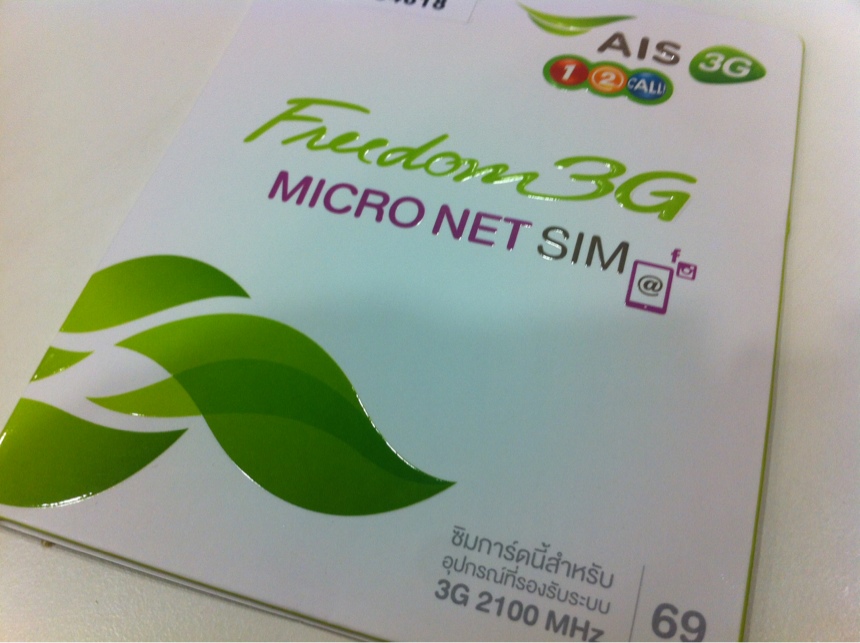 AIS 3G
1 2 CALL!
Freedom 3G
MICRO NET SIM
@
f
ซิมการ์ดนี้สำหรับ
อุปกรณ์ที่รองรับระบบ
3G 2100 MHz
69